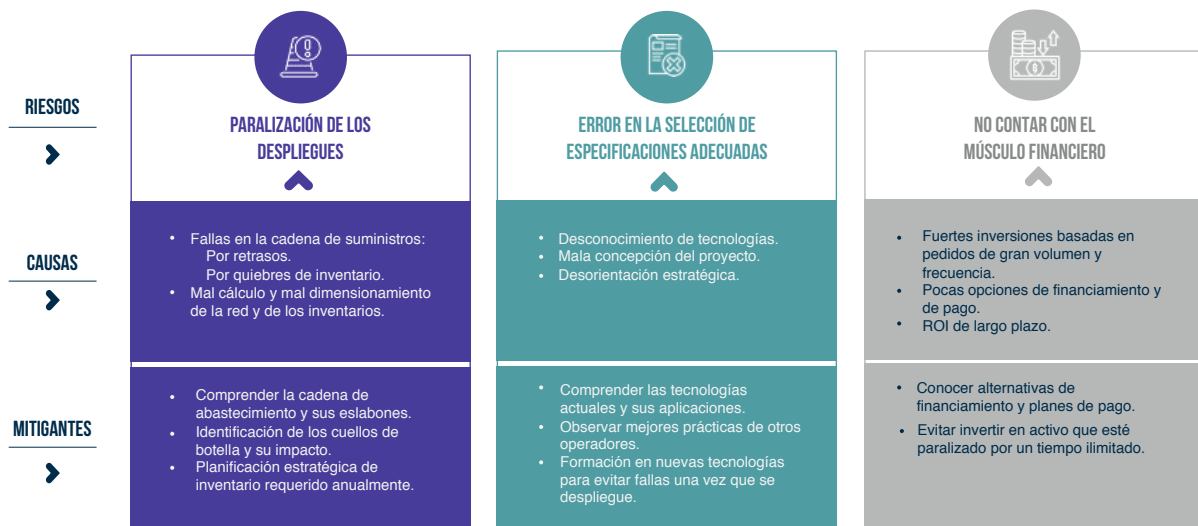 RIESGOS
PARALIZACIÓN DE LOS
DESPLIEGUES
ERROR EN LA SELECCIÓN DE
ESPECIFICACIONES ADECUADAS
NO CONTAR CON EL
MÚSCULO FINANCIERO
CAUSAS
• Fallas en la cadena de suministros:
Por retrasos.
Por quiebres de inventario.
• Mal cálculo y mal dimensionamiento
de la red y de los inventarios.
• Desconocimiento de tecnologías.
• Mala concepción del proyecto.
• Desorientación estratégica.
• Fuertes inversiones basadas en
pedidos de gran volumen y
frecuencia.
• Pocas opciones de financiamiento y
de pago.
• ROI de largo plazo.
MITIGANTES
• Comprender la cadena de
abastecimiento y sus eslabones.
• Identificación de los cuellos de
botella y su impacto.
• Planificación estratégica de
inventario requerido anualmente.
• Comprender las tecnologías
actuales y sus aplicaciones.
• Observar mejores prácticas de otros
operadores.
• Formación en nuevas tecnologías
para evitar fallas una vez que se
despliegue.
• Conocer alternativas de
financiamiento y planes de pago.
• Evitar invertir en activo que esté
paralizado por un tiempo ilimitado.